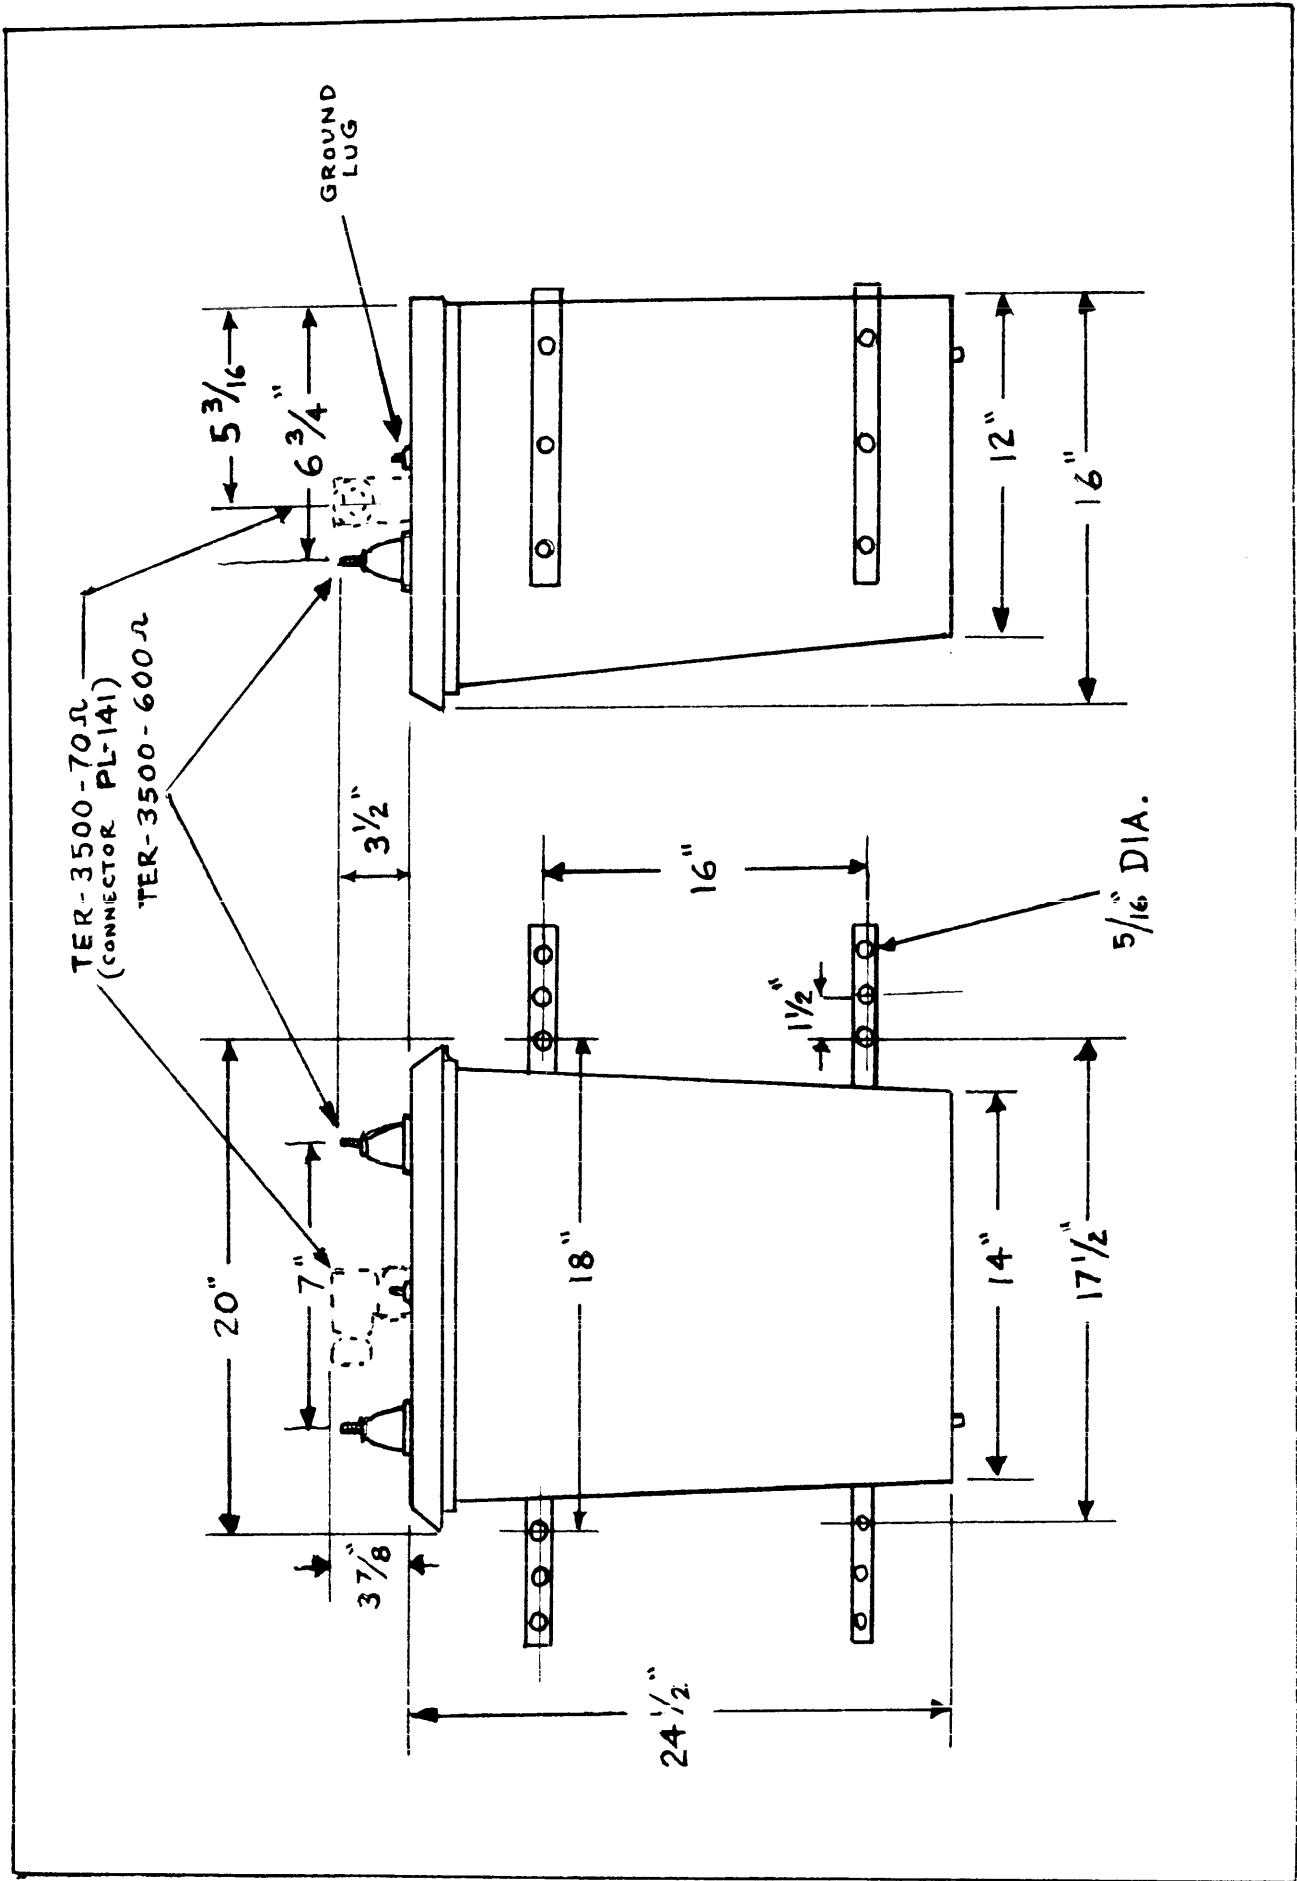 TER-3500-70Ω
(CONNECTOR PL-141)
TER-3500-600Ω
GROUND
LUG
20"
7"
3 7/8"
3 1/2"
5 3/16
6 3/4"
18"
16"
1 1/2"
24 1/2"
14"
17 1/2"
5/16" DIA.
12"
16"